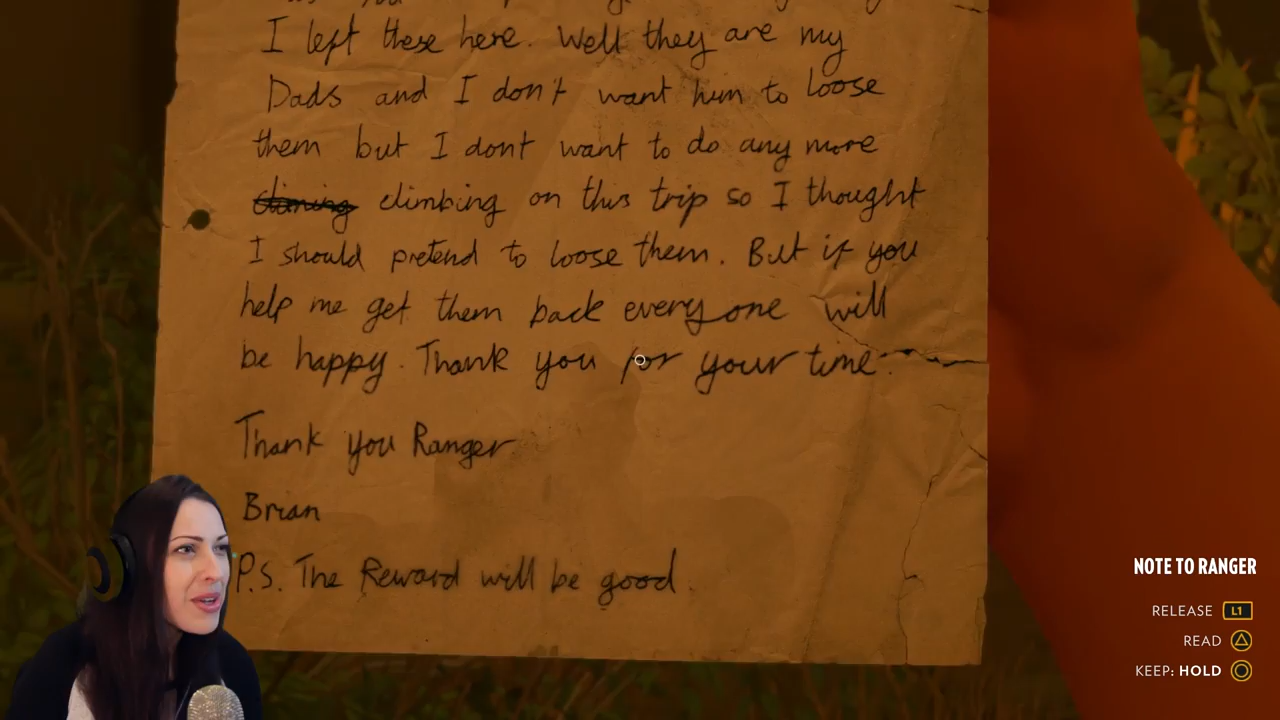 I left these here. Well they are my
Dads and I don't want him to loose
them but I dont want to do any more
climing climbing on this trip so I thought
I should pretend to loose them. But if you
help me get them back everyone will
be happy. Thank you for your time.
Thank you Ranger
Brian
P.S. The Reward will be good.
NOTE TO RANGER
RELEASE L1
READ
KEEP: HOLD